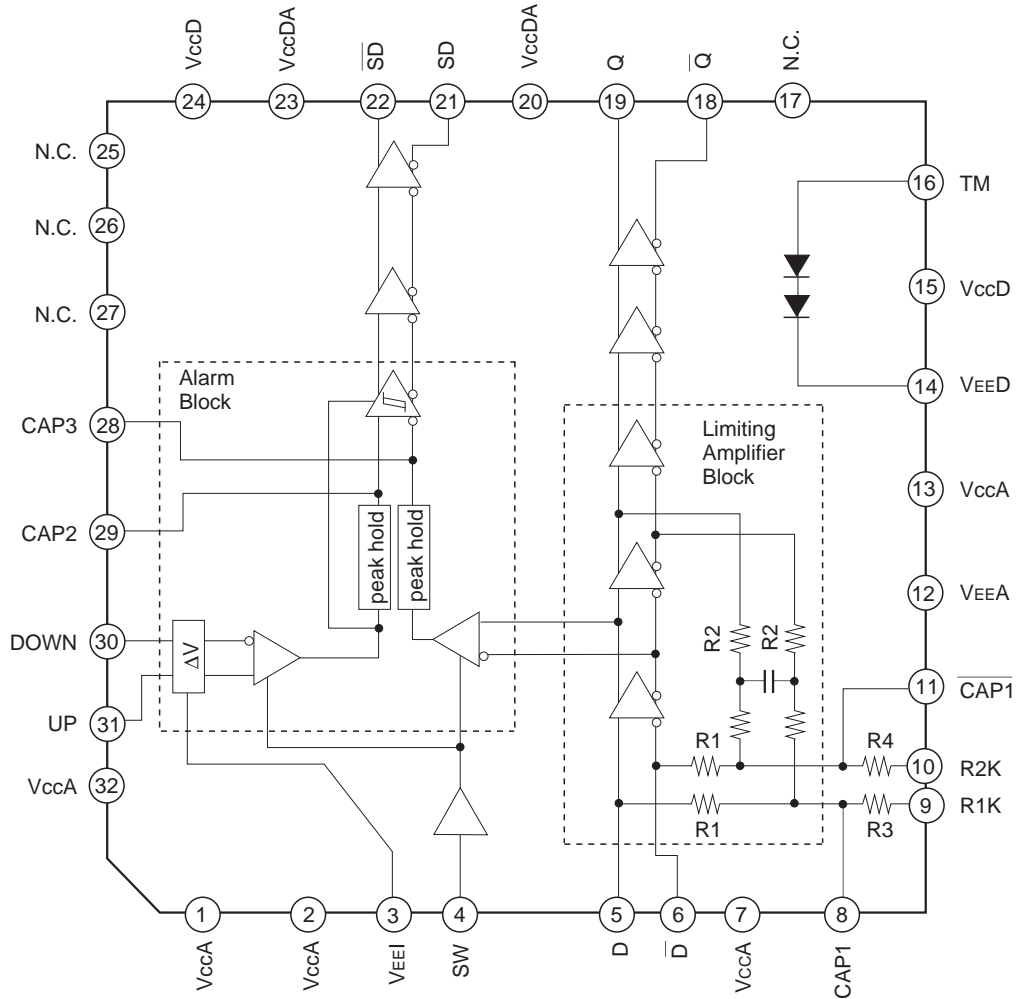 VccD
VccDA
SD
SD
VccDA
Q
Q
N.C.
24
23
22
21
20
19
18
17
N.C.
25
N.C.
26
N.C.
27
CAP3
28
CAP2
29
DOWN
30
UP
31
VccA
32
Alarm
Block
peak hold
peak hold
ΔV
Limiting
Amplifier
Block
R2
R2
R1
R1
R4
R3
16
TM
15
VccD
14
VEED
13
VccA
12
VEEA
11
CAP1
10
R2K
9
R1K
1
2
3
4
5
6
7
8
VccA
VccA
VEEI
SW
D
D
VccA
CAP1